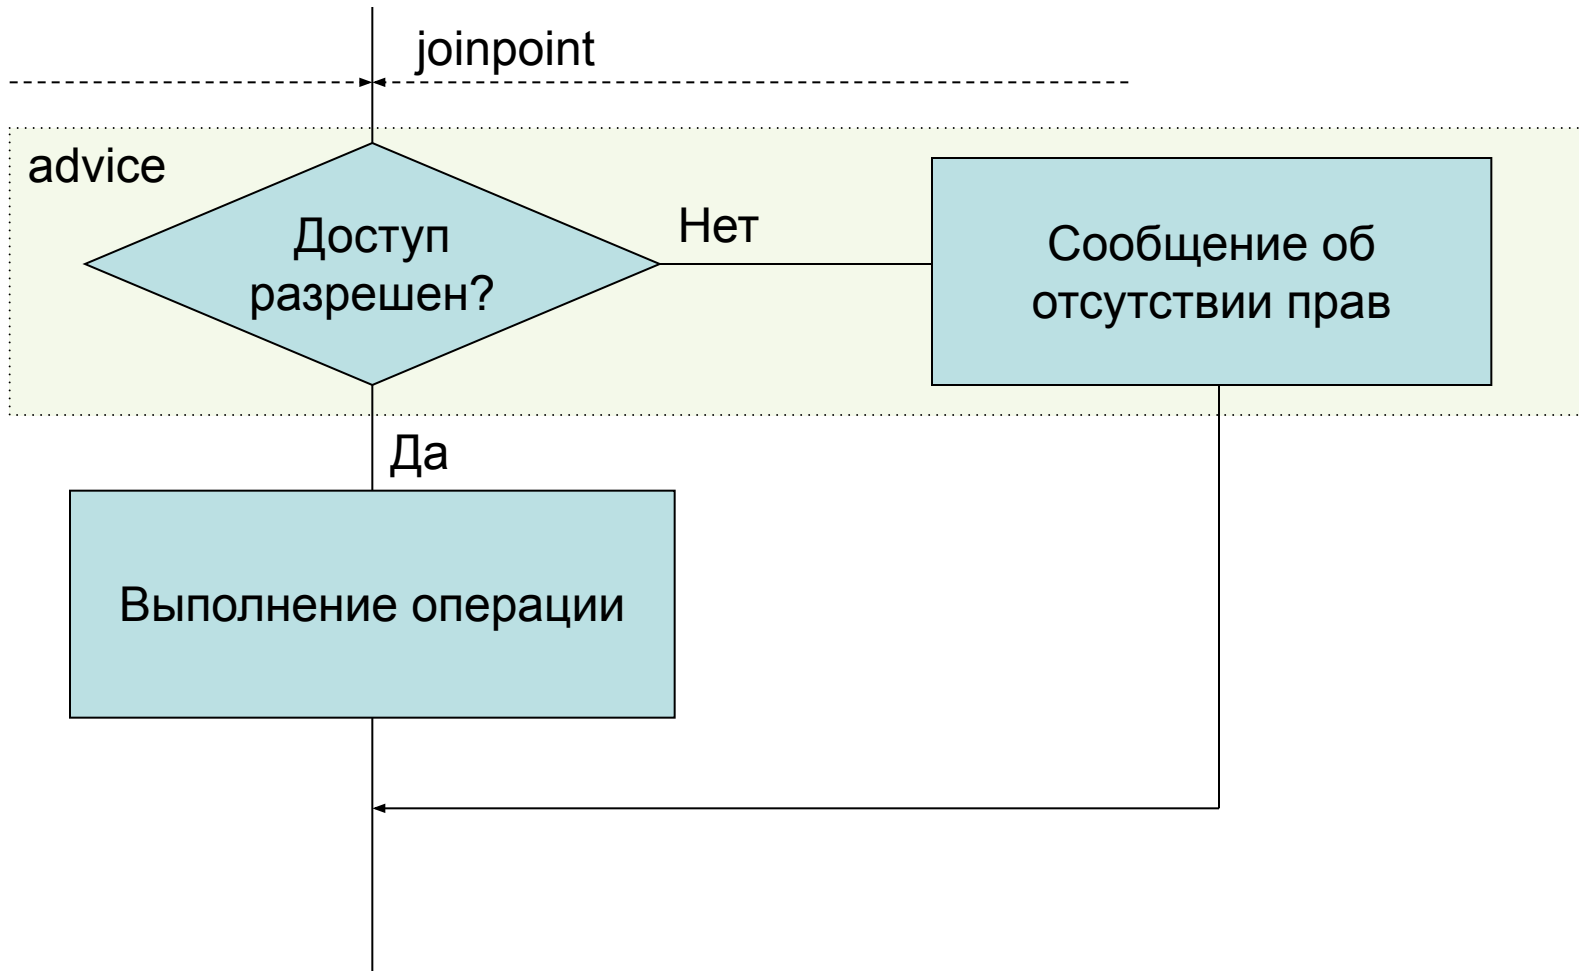 joinpoint
advice
Доступ
разрешен?
Нет
Сообщение об
отсутствии прав
Да
Выполнение операции